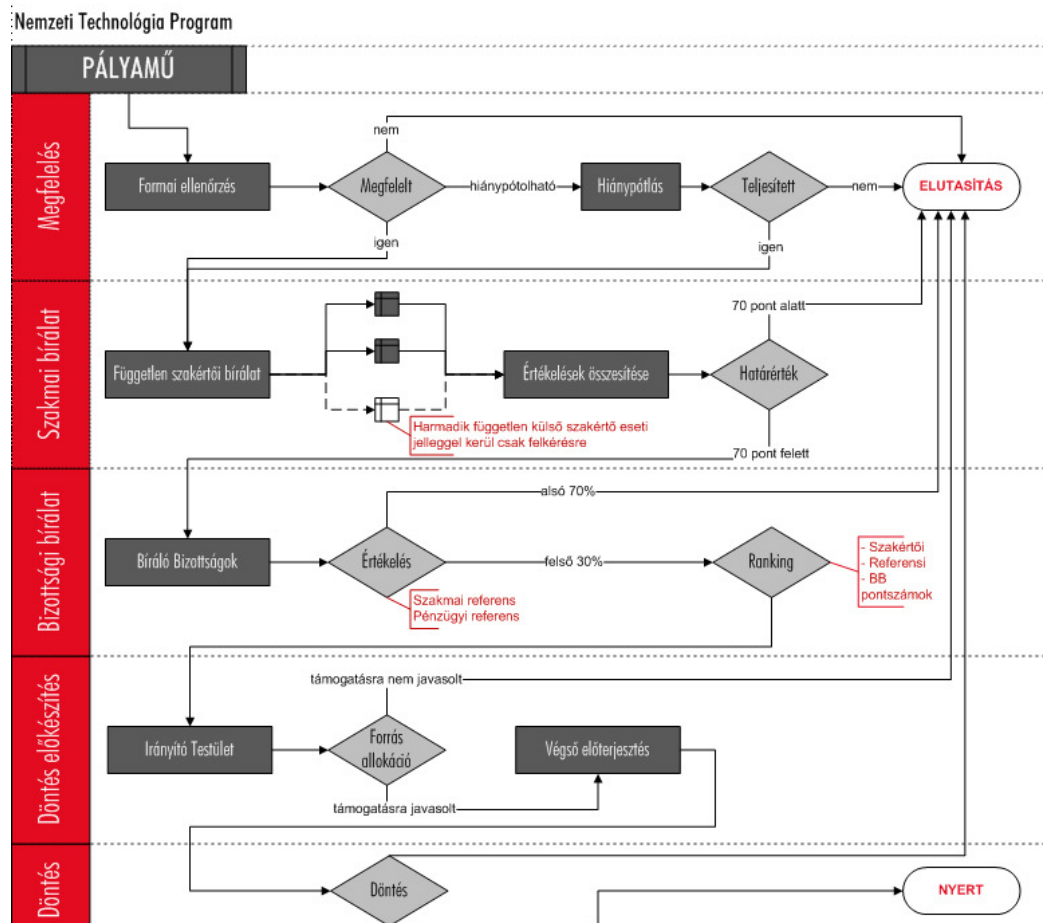 Nemzeti Technológia Program
PÁLYAMŰ
Megfelelés
nem
Formai ellenőrzés
Megfelelt
hiánypótolható
Hiánypótlás
Teljesített
nem
ELUTASÍTÁS
igen
igen
Szakmai bírálat
70 pont alatt
Független szakértői bírálat
Értékelések összesítése
Határérték
Harmadik független külső szakértő eseti
jelleggel kerül csak felkérésre
70 pont felett
Bizottsági bírálat
alsó 70%
Bíráló Bizottságok
Értékelés
felső 30%
Ranking
- Szakértői
- Referensi
- BB
pontszámok
Szakmai referens
Pénzügyi referens
Döntés előkészítés
támogatásra nem javasolt
Irányító Testület
Forrás
allokáció
Végső előterjesztés
támogatásra javasolt
Döntés
Döntés
NYERT